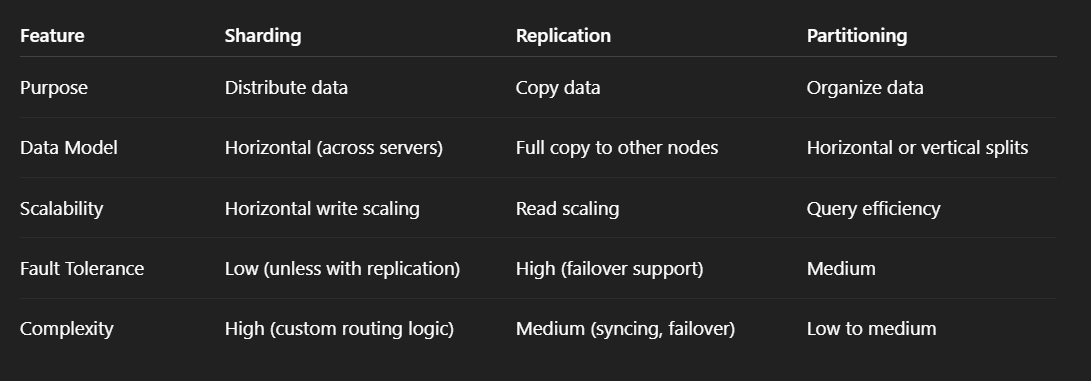 Feature Sharding Replication Partitioning
Purpose Distribute data Copy data Organize data
Data Model Horizontal (across servers) Full copy to other nodes Horizontal or vertical splits
Scalability Horizontal write scaling Read scaling Query efficiency
Fault Tolerance Low (unless with replication) High (failover support) Medium
Complexity High (custom routing logic) Medium (syncing, failover) Low to medium